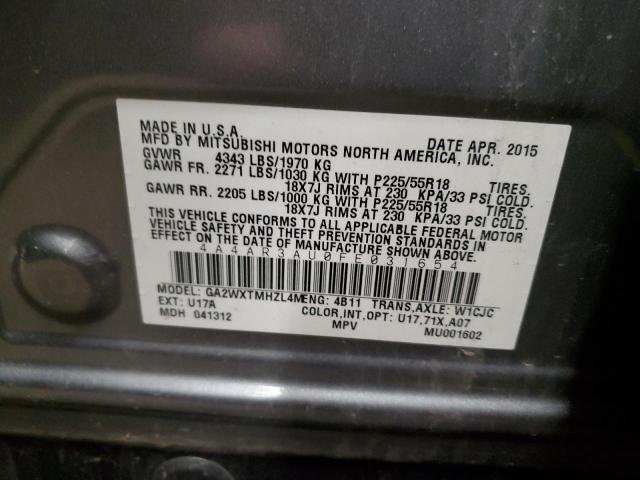 MADE IN U.S.A. DATE APR. 2015
MFD BY MITSUBISHI MOTORS NORTH AMERICA, INC.
GVWR 4343 LBS/1970 KG
GAWR FR. 2271 LBS/1030 KG WITH P225/55R18 TIRES.
18X7J RIMS AT 230 KPA/33 PSI COLD.
GAWR RR. 2205 LBS/1000 KG WITH P225/55R18 TIRES.
18X7J RIMS AT 230 KPA/33 PSI COLD.
THIS VEHICLE CONFORMS TO ALL APPLICABLE FEDERAL MOTOR
VEHICLE SAFETY AND THEFT PREVENTION STANDARDS IN
EFFECT ON THE DATE OF MANUFACTURE SHOWN ABOVE.
4A4AR3AU0FE031654
MODEL: GA2WXTMHZL4M ENG: 4B11 TRANS,AXLE: W1CJC
EXT: U17A COLOR,INT,OPT: U17,71X,A07
MDH 041312 MPV MU001602